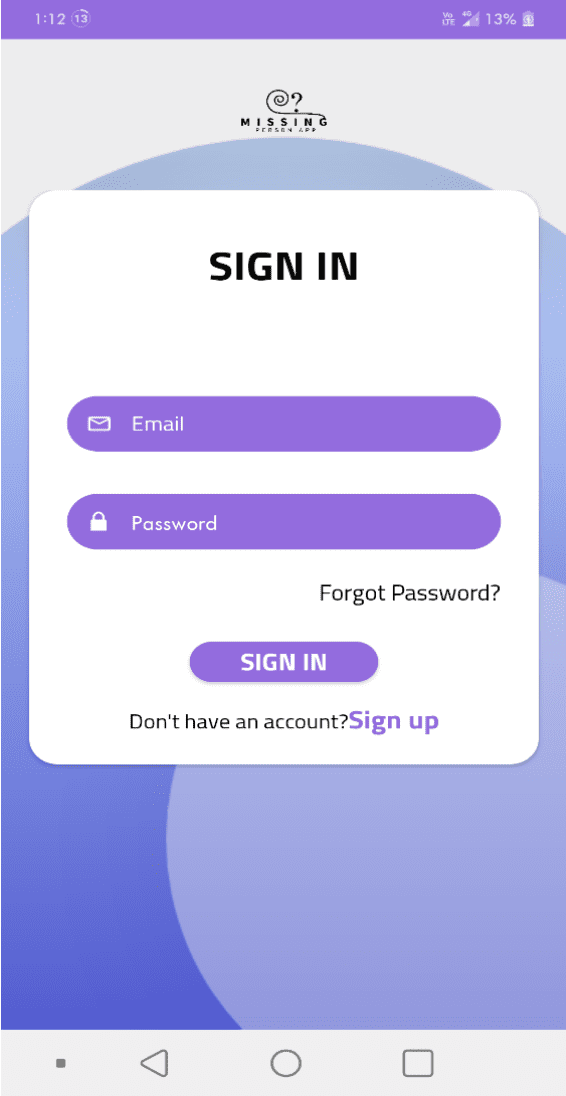 1:12 13 Vo LTE 4G 13%
?
MISSING
PERSON APP
SIGN IN
Email
Password
Forgot Password?
SIGN IN
Don't have an account?Sign up